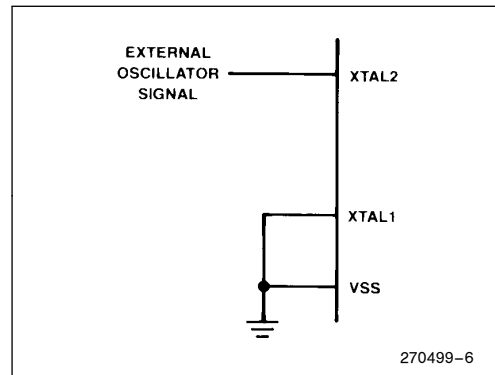 EXTERNAL
OSCILLATOR
SIGNAL
XTAL2
XTAL1
VSS
270499–6